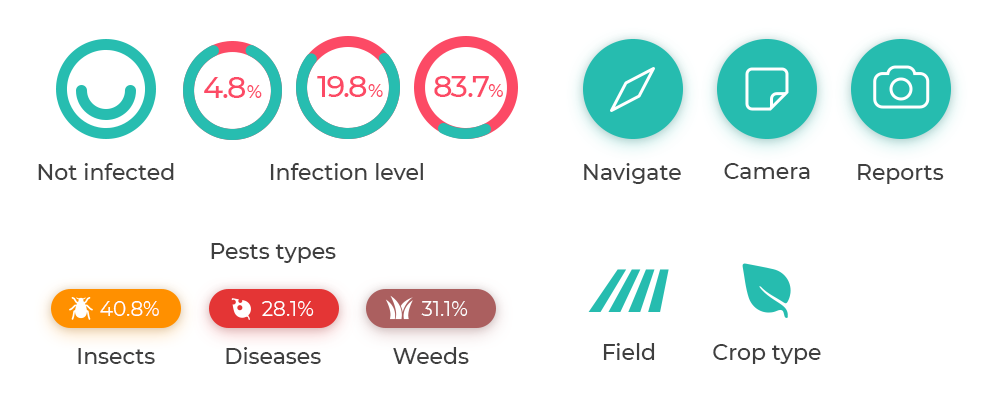 4.8%
19.8%
83.7%
Not infected
Infection level
Navigate
Camera
Reports
Pests types
40.8%
28.1%
31.1%
Insects
Diseases
Weeds
Field
Crop type